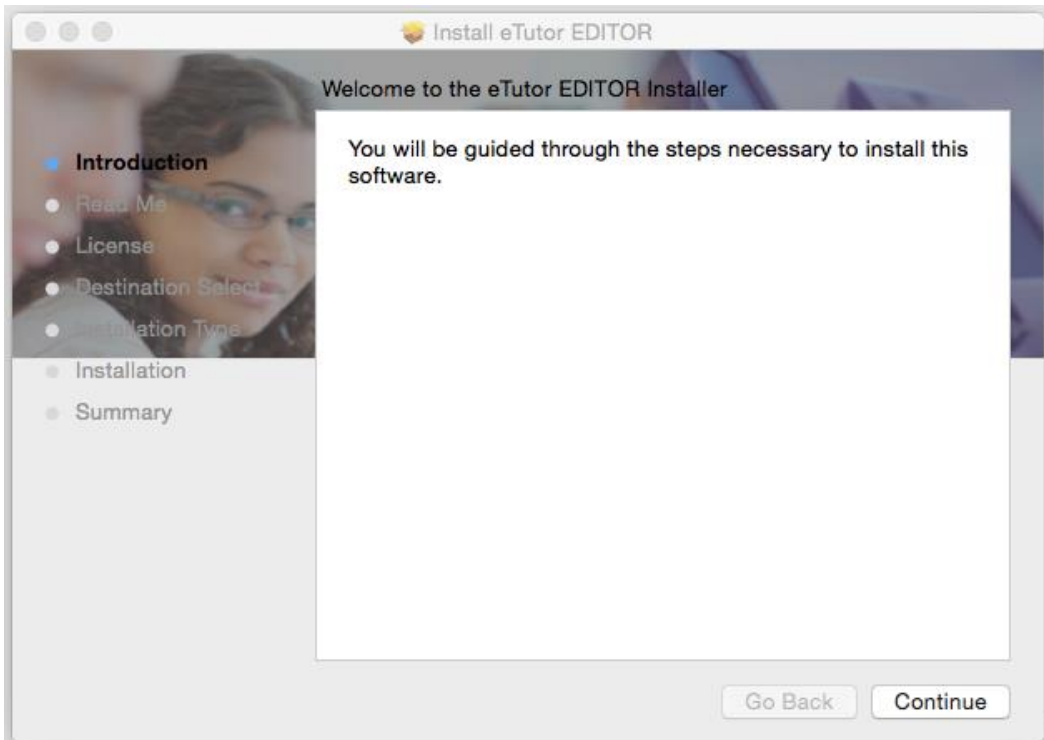 Install eTutor EDITOR
Welcome to the eTutor EDITOR Installer
Introduction
Read Me
License
Destination Select
Installation Type
Installation
Summary
You will be guided through the steps necessary to install this
software.
Go Back
Continue